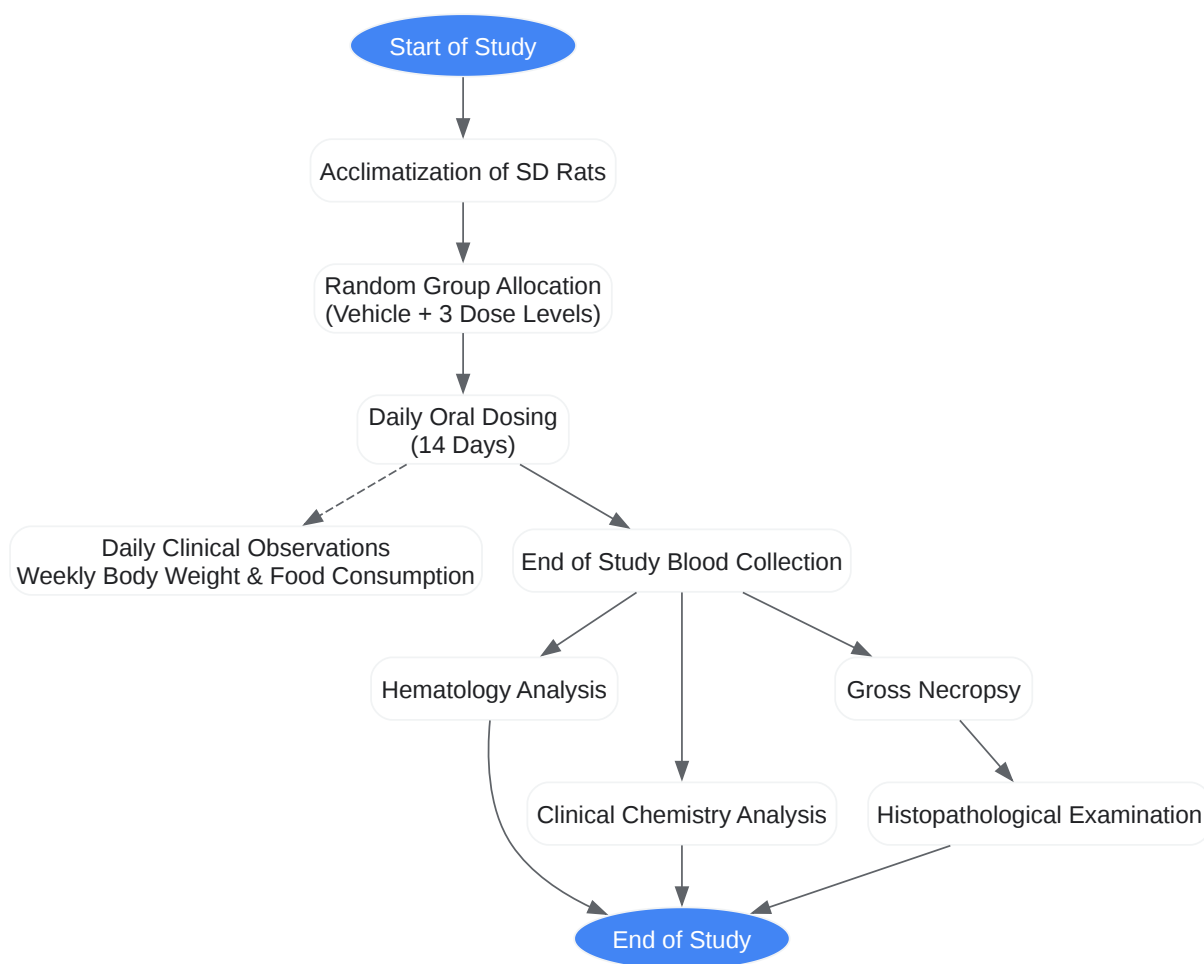 Start of Study
Acclimatization of SD Rats
Random Group Allocation
(Vehicle + 3 Dose Levels)
Daily Oral Dosing
(14 Days)
Daily Clinical Observations
Weekly Body Weight & Food Consumption
End of Study Blood Collection
Hematology Analysis
Gross Necropsy
Clinical Chemistry Analysis
Histopathological Examination
End of Study